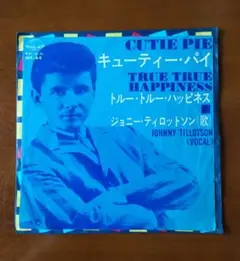 CUTIE PIE
キューティー・パイ
TRUE TRUE
HAPPINESS
トルー・トルー・ハッピネス
ジョニー・ティロットソン 歌
JOHNNY TILLOTSON
(VOCAL)